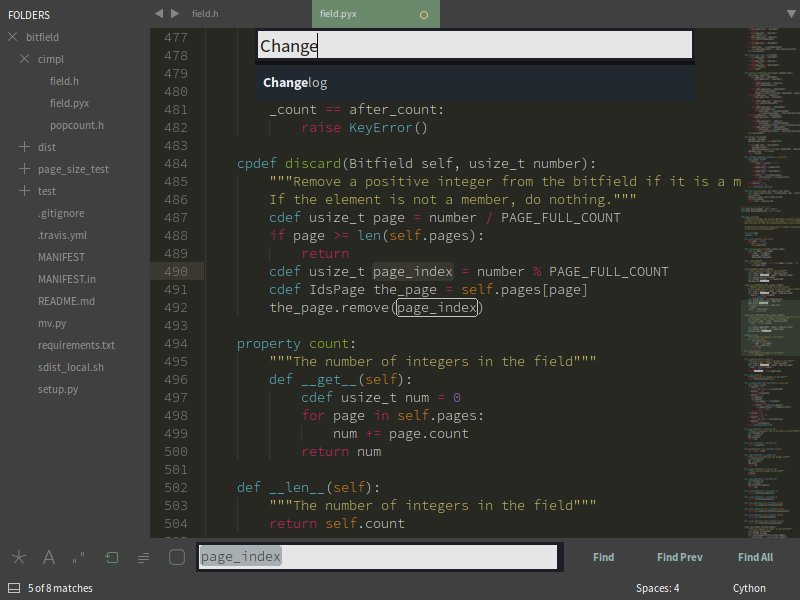 FOLDERS
bitfield
cimpl
field.h
field.pyx
popcount.h
dist
page_size_test
test
.gitignore
.travis.yml
MANIFEST
MANIFEST.in
README.md
mv.py
requirements.txt
sdist_local.sh
setup.py
field.h
field.pyx
Change
Changelog
477
478
479
480
481 _count == after_count:
482 raise KeyError()
483
484 cpdef discard(Bitfield self, usize_t number):
485 """Remove a positive integer from the bitfield if it is a m
486 If the element is not a member, do nothing."""
487 cdef usize_t page = number / PAGE_FULL_COUNT
488 if page >= len(self.pages):
489 return
490 cdef usize_t page_index = number % PAGE_FULL_COUNT
491 cdef IdsPage the_page = self.pages[page]
492 the_page.remove(page_index)
493
494 property count:
495 """The number of integers in the field"""
496 def __get__(self):
497 cdef usize_t num = 0
498 for page in self.pages:
499 num += page.count
500 return num
501
502 def __len__(self):
503 """The number of integers in the field"""
504 return self.count
page_index
Find
Find Prev
Find All
5 of 8 matches
Spaces: 4
Cython